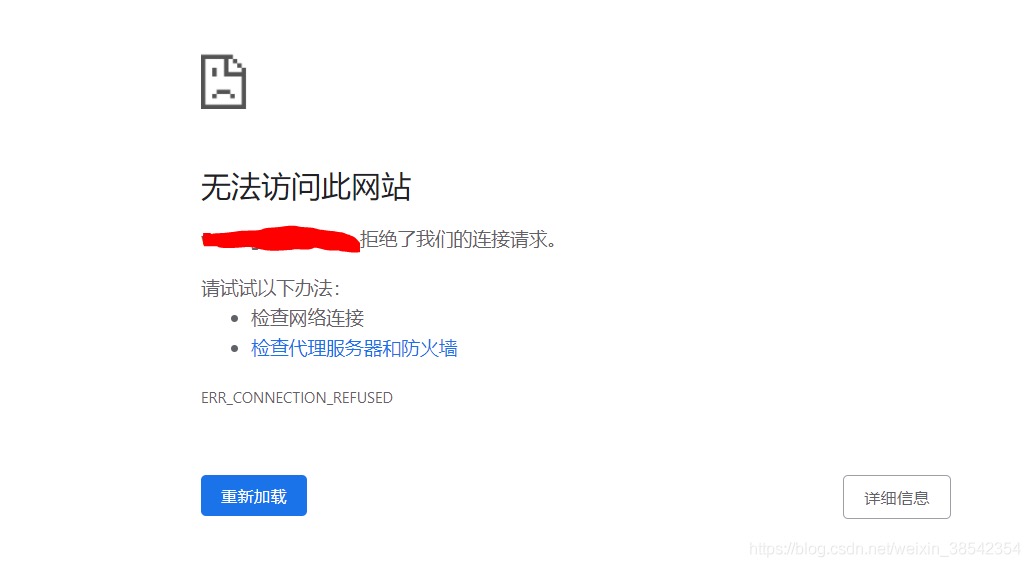 无法访问此网站
拒绝了我们的连接请求。
请试试以下办法：
检查网络连接
检查代理服务器和防火墙
ERR_CONNECTION_REFUSED
重新加载
详细信息
https://blog.csdn.net/weixin_38542354